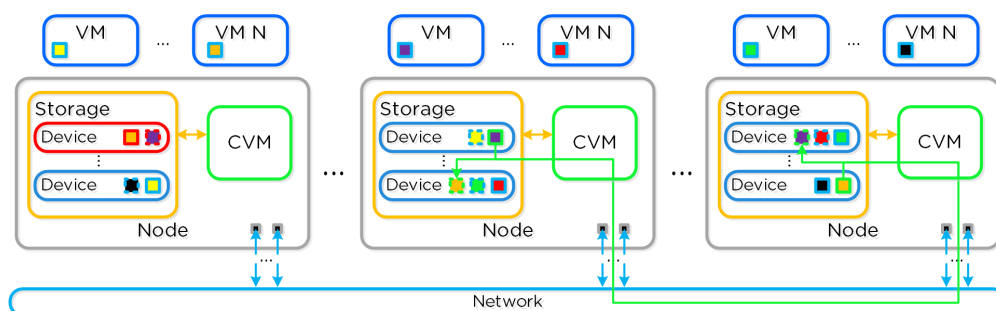 VM ... VM N VM ... VM N VM ... VM N
Storage Storage Storage
Device Device Device
CVM CVM CVM
⋮ ⋮ ⋮
... ...
Device Device Device
Node Node Node
... ... ...
Network